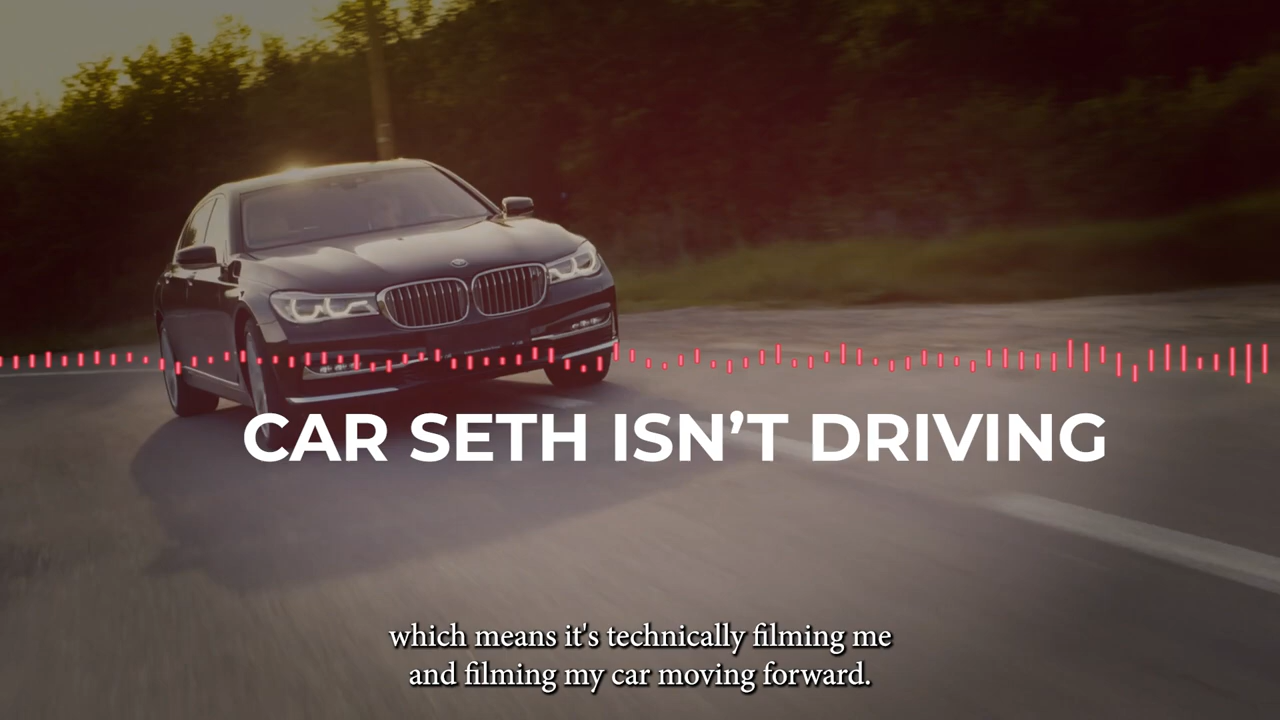 CAR SETH ISN’T DRIVING
which means it's technically filming me
and filming my car moving forward.